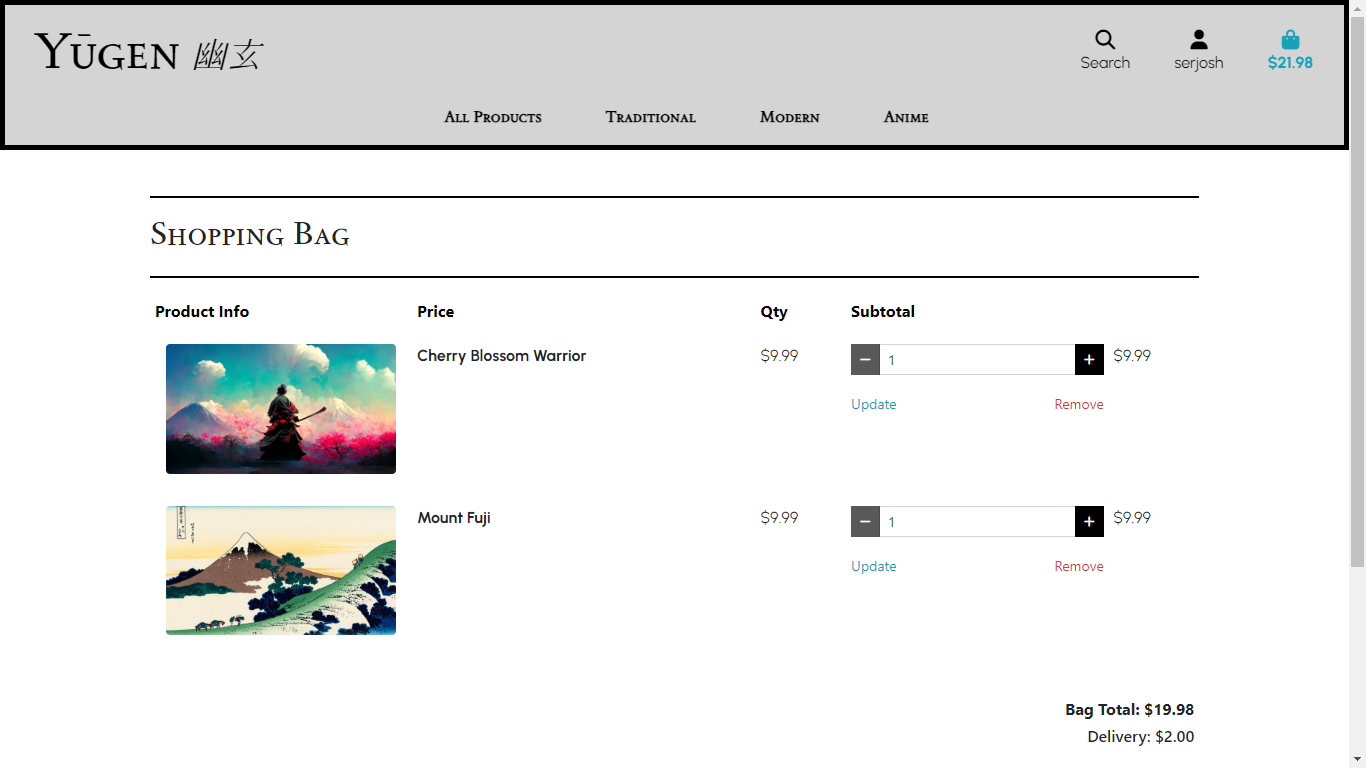 Yūgen 幽玄
Search
serjosh
$21.98
All Products Traditional Modern Anime
Shopping Bag
Product Info Price Qty Subtotal
Cherry Blossom Warrior $9.99 − 1 + $9.99
Update Remove
Mount Fuji $9.99 − 1 + $9.99
Update Remove
Bag Total: $19.98
Delivery: $2.00